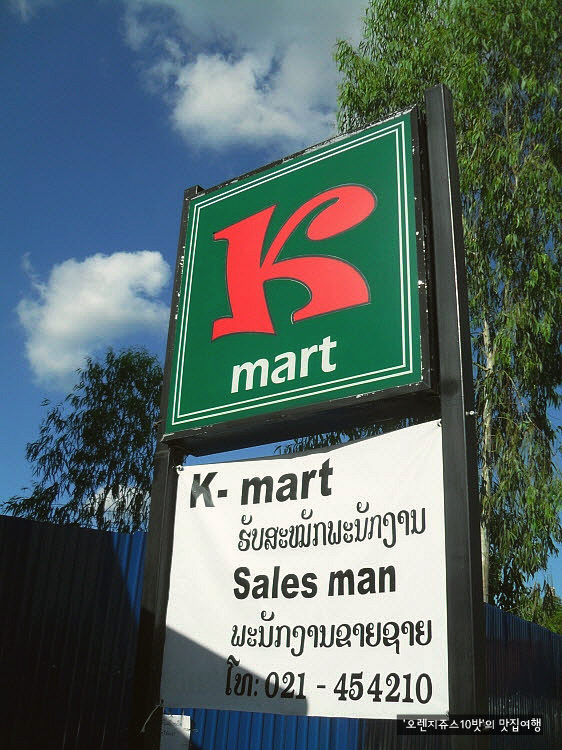 K
mart
K- mart
ຮັບສະໝັກພະນັກງານ
Sales man
ພະນັກງານຂາຍຊາຍ
ໂທ: 021 - 454210
'오렌지쥬스10밧'의 맛집여행